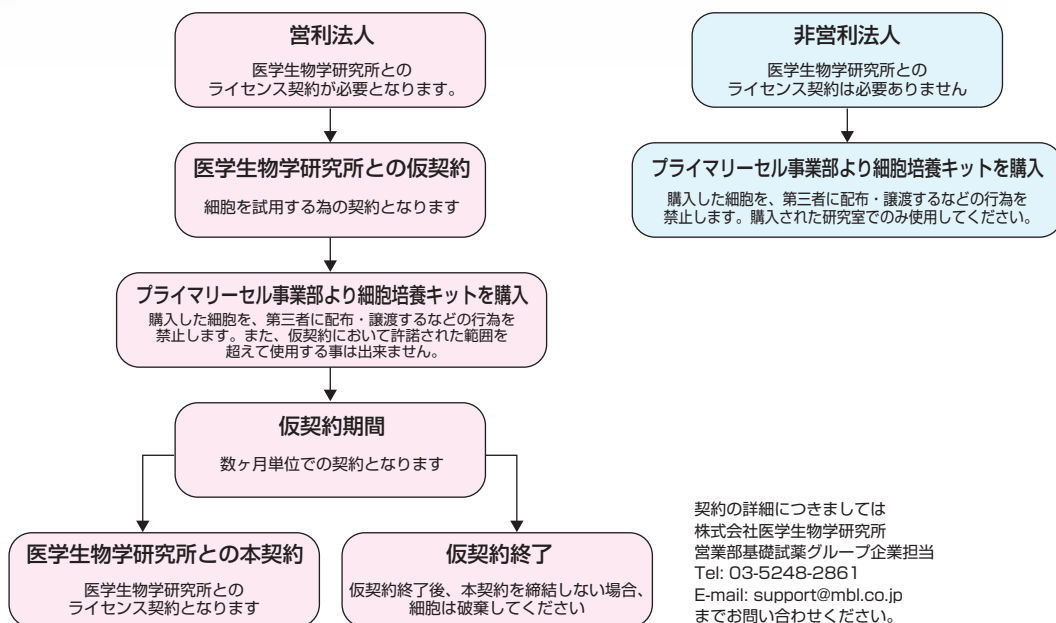 営利法人
医学生物学研究所との
ライセンス契約が必要となります。
医学生物学研究所との仮契約
細胞を試用する為の契約となります
プライマリーセル事業部より細胞培養キットを購入
購入した細胞を、第三者に配布・譲渡するなどの行為を
禁止します。また、仮契約において許諾された範囲を
超えて使用する事は出来ません。
仮契約期間
数ヶ月単位での契約となります
医学生物学研究所との本契約
医学生物学研究所との
ライセンス契約となります
仮契約終了
仮契約終了後、本契約を締結しない場合、
細胞は破棄してください
非営利法人
医学生物学研究所との
ライセンス契約は必要ありません
プライマリーセル事業部より細胞培養キットを購入
購入した細胞を、第三者に配布・譲渡するなどの行為を
禁止します。購入された研究室でのみ使用してください。
契約の詳細につきましては
株式会社医学生物学研究所
営業部基礎試薬グループ企業担当
Tel: 03-5248-2861
E-mail: support@mbl.co.jp
までお問い合わせください。